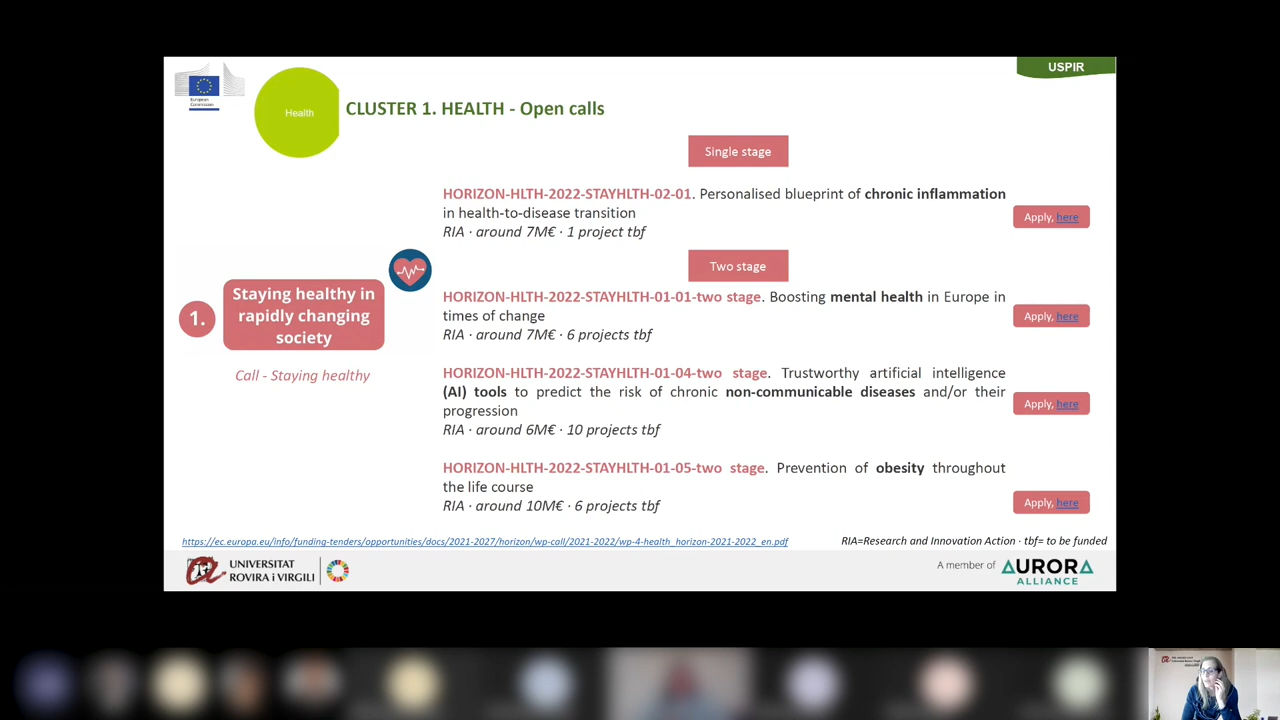 USPIR
European
Commission
Health
CLUSTER 1. HEALTH - Open calls
Single stage
HORIZON-HLTH-2022-STAYHLTH-02-01. Personalised blueprint of chronic inflammation
in health-to-disease transition
RIA · around 7M€ · 1 project tbf
Apply, here
Two stage
1.
Staying healthy in
rapidly changing
society
Call - Staying healthy
HORIZON-HLTH-2022-STAYHLTH-01-01-two stage. Boosting mental health in Europe in
times of change
RIA · around 7M€ · 6 projects tbf
Apply, here
HORIZON-HLTH-2022-STAYHLTH-01-04-two stage. Trustworthy artificial intelligence
(AI) tools to predict the risk of chronic non-communicable diseases and/or their
progression
RIA · around 6M€ · 10 projects tbf
Apply, here
HORIZON-HLTH-2022-STAYHLTH-01-05-two stage. Prevention of obesity throughout
the life course
RIA · around 10M€ · 6 projects tbf
Apply, here
https://ec.europa.eu/info/funding-tenders/opportunities/docs/2021-2027/horizon/wp-call/2021-2022/wp-4-health_horizon-2021-2022_en.pdf
RIA=Research and Innovation Action · tbf= to be funded
UNIVERSITAT
ROVIRA i VIRGILI
A member of
AURORA
ALLIANCE